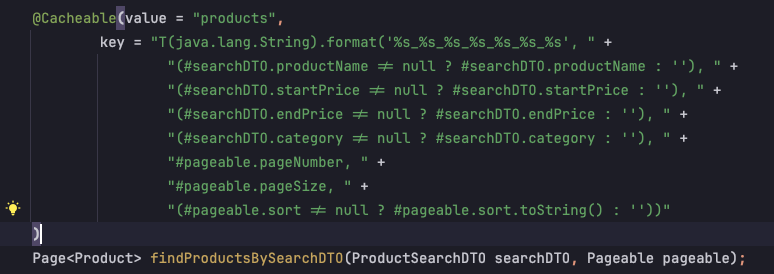 @Cacheable(value = "products",
key = "T(java.lang.String).format('%s_%s_%s_%s_%s_%s_%s', " +
"(#searchDTO.productName != null ? #searchDTO.productName : ''), " +
"(#searchDTO.startPrice != null ? #searchDTO.startPrice : ''), " +
"(#searchDTO.endPrice != null ? #searchDTO.endPrice : ''), " +
"(#searchDTO.category != null ? #searchDTO.category : ''), " +
"#pageable.pageNumber, " +
"#pageable.pageSize, " +
"(#pageable.sort != null ? #pageable.sort.toString() : ''))"
)
Page<Product> findProductsBySearchDTO(ProductSearchDTO searchDTO, Pageable pageable);